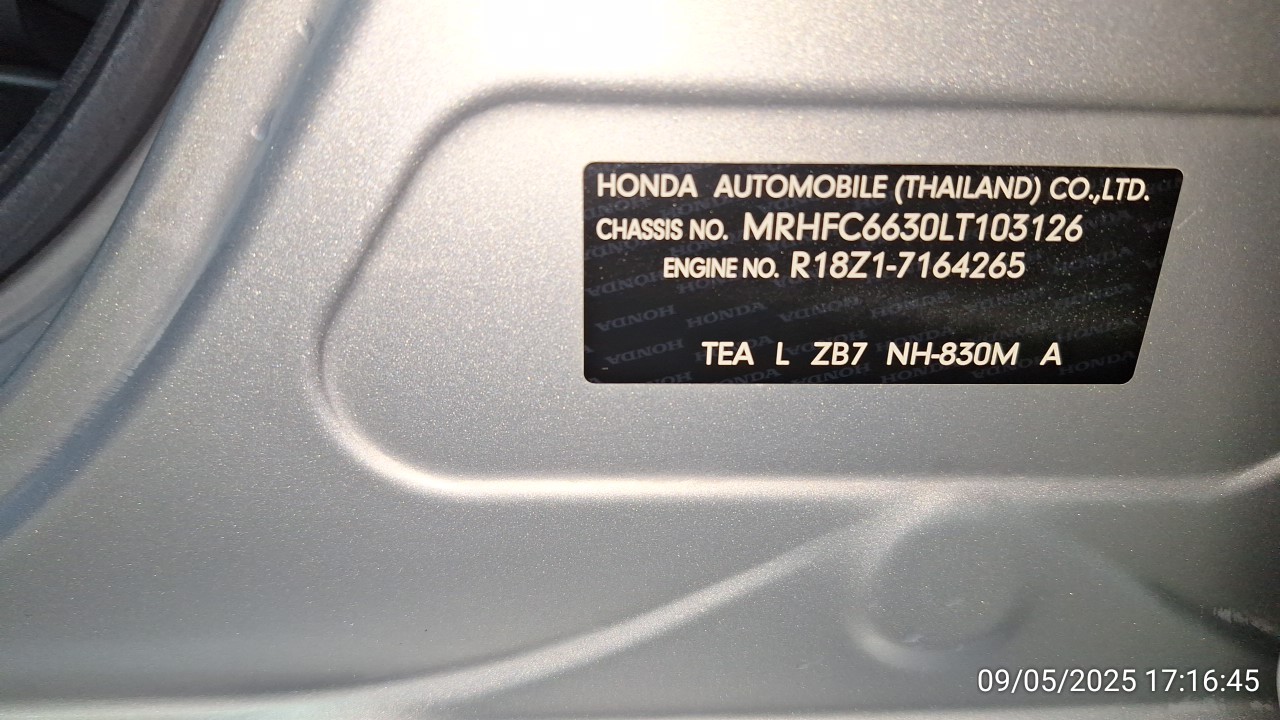 HONDA AUTOMOBILE (THAILAND) CO.,LTD.
CHASSIS NO. MRHFC6630LT103126
ENGINE NO. R18Z1-7164265
TEA L ZB7 NH-830M A
09/05/2025 17:16:45